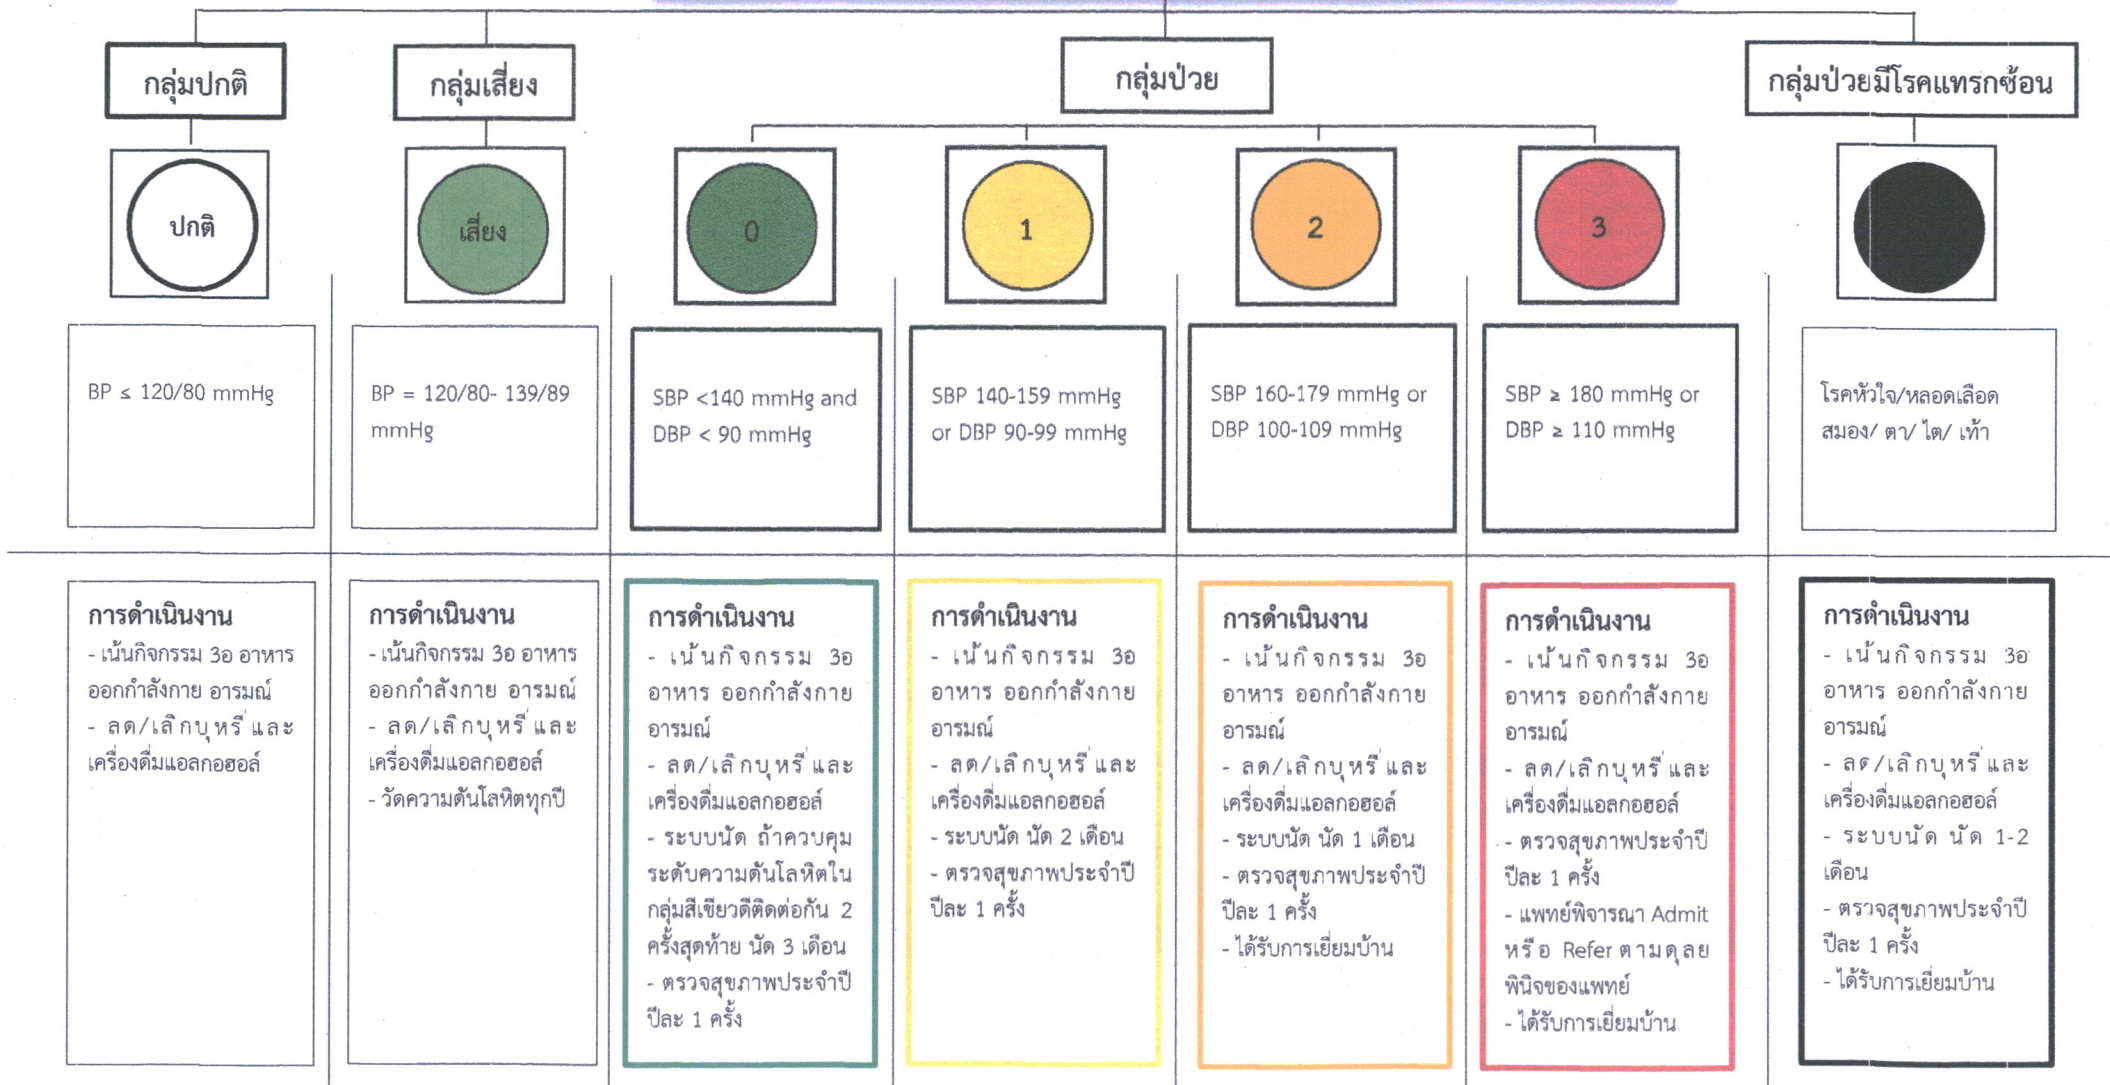 กลุ่มปกติ
กลุ่มเสี่ยง
กลุ่มป่วย
กลุ่มป่วยมีโรคแทรกซ้อน
ปกติ
เสี่ยง
0
1
2
3
BP ≤ 120/80 mmHg
BP = 120/80- 139/89
mmHg
SBP <140 mmHg and
DBP < 90 mmHg
SBP 140-159 mmHg
or DBP 90-99 mmHg
SBP 160-179 mmHg or
DBP 100-109 mmHg
SBP ≥ 180 mmHg or
DBP ≥ 110 mmHg
โรคหัวใจ/หลอดเลือด
สมอง/ ตา/ ไต/ เท้า
การดำเนินงาน
- เน้นกิจกรรม 3อ อาหาร
ออกกำลังกาย อารมณ์
- ลด/เลิกบุหรี่และ
เครื่องดื่มแอลกอฮอล์
การดำเนินงาน
- เน้นกิจกรรม 3อ อาหาร
ออกกำลังกาย อารมณ์
- ลด/เลิกบุหรี่และ
เครื่องดื่มแอลกอฮอล์
- วัดความดันโลหิตทุกปี
การดำเนินงาน
- เน้นกิจกรรม 3อ
อาหาร ออกกำลังกาย
อารมณ์
- ลด/เลิกบุหรี่และ
เครื่องดื่มแอลกอฮอล์
- ระบบนัด ถ้าควบคุม
ระดับความดันโลหิตใน
กลุ่มสีเขียวดีติดต่อกัน 2
ครั้งสุดท้าย นัด 3 เดือน
- ตรวจสุขภาพประจำปี
ปีละ 1 ครั้ง
การดำเนินงาน
- เน้นกิจกรรม 3อ
อาหาร ออกกำลังกาย
อารมณ์
- ลด/เลิกบุหรี่และ
เครื่องดื่มแอลกอฮอล์
- ระบบนัด นัด 2 เดือน
- ตรวจสุขภาพประจำปี
ปีละ 1 ครั้ง
การดำเนินงาน
- เน้นกิจกรรม 3อ
อาหาร ออกกำลังกาย
อารมณ์
- ลด/เลิกบุหรี่และ
เครื่องดื่มแอลกอฮอล์
- ระบบนัด นัด 1 เดือน
- ตรวจสุขภาพประจำปี
ปีละ 1 ครั้ง
- ได้รับการเยี่ยมบ้าน
การดำเนินงาน
- เน้นกิจกรรม 3อ
อาหาร ออกกำลังกาย
อารมณ์
- ลด/เลิกบุหรี่และ
เครื่องดื่มแอลกอฮอล์
- ตรวจสุขภาพประจำปี
ปีละ 1 ครั้ง
- แพทย์พิจารณา Admit
หรือ Refer ตามดุลย
พินิจของแพทย์
- ได้รับการเยี่ยมบ้าน
การดำเนินงาน
- เน้นกิจกรรม 3อ
อาหาร ออกกำลังกาย
อารมณ์
- ลด/เลิกบุหรี่และ
เครื่องดื่มแอลกอฮอล์
- ระบบนัด นัด 1-2
เดือน
- ตรวจสุขภาพประจำปี
ปีละ 1 ครั้ง
- ได้รับการเยี่ยมบ้าน